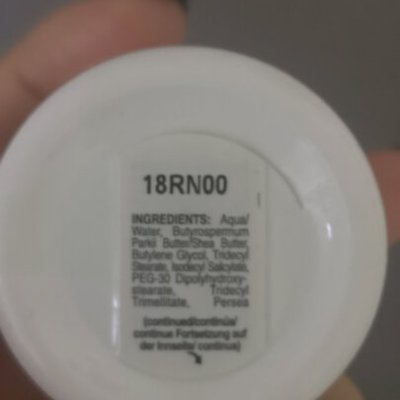 18RN00
INGREDIENTS: Aqua/
Water, Butyrospermum
Parkii Butter/Shea Butter,
Butylene Glycol, Tridecyl
Stearate, Isodecyl Salicylate,
PEG-30 Dipolyhydroxy-
stearate, Tridecyl
Trimellitate, Persea
(continued/continúa/
continue Fortsetzung auf
der Innseite/ continua)